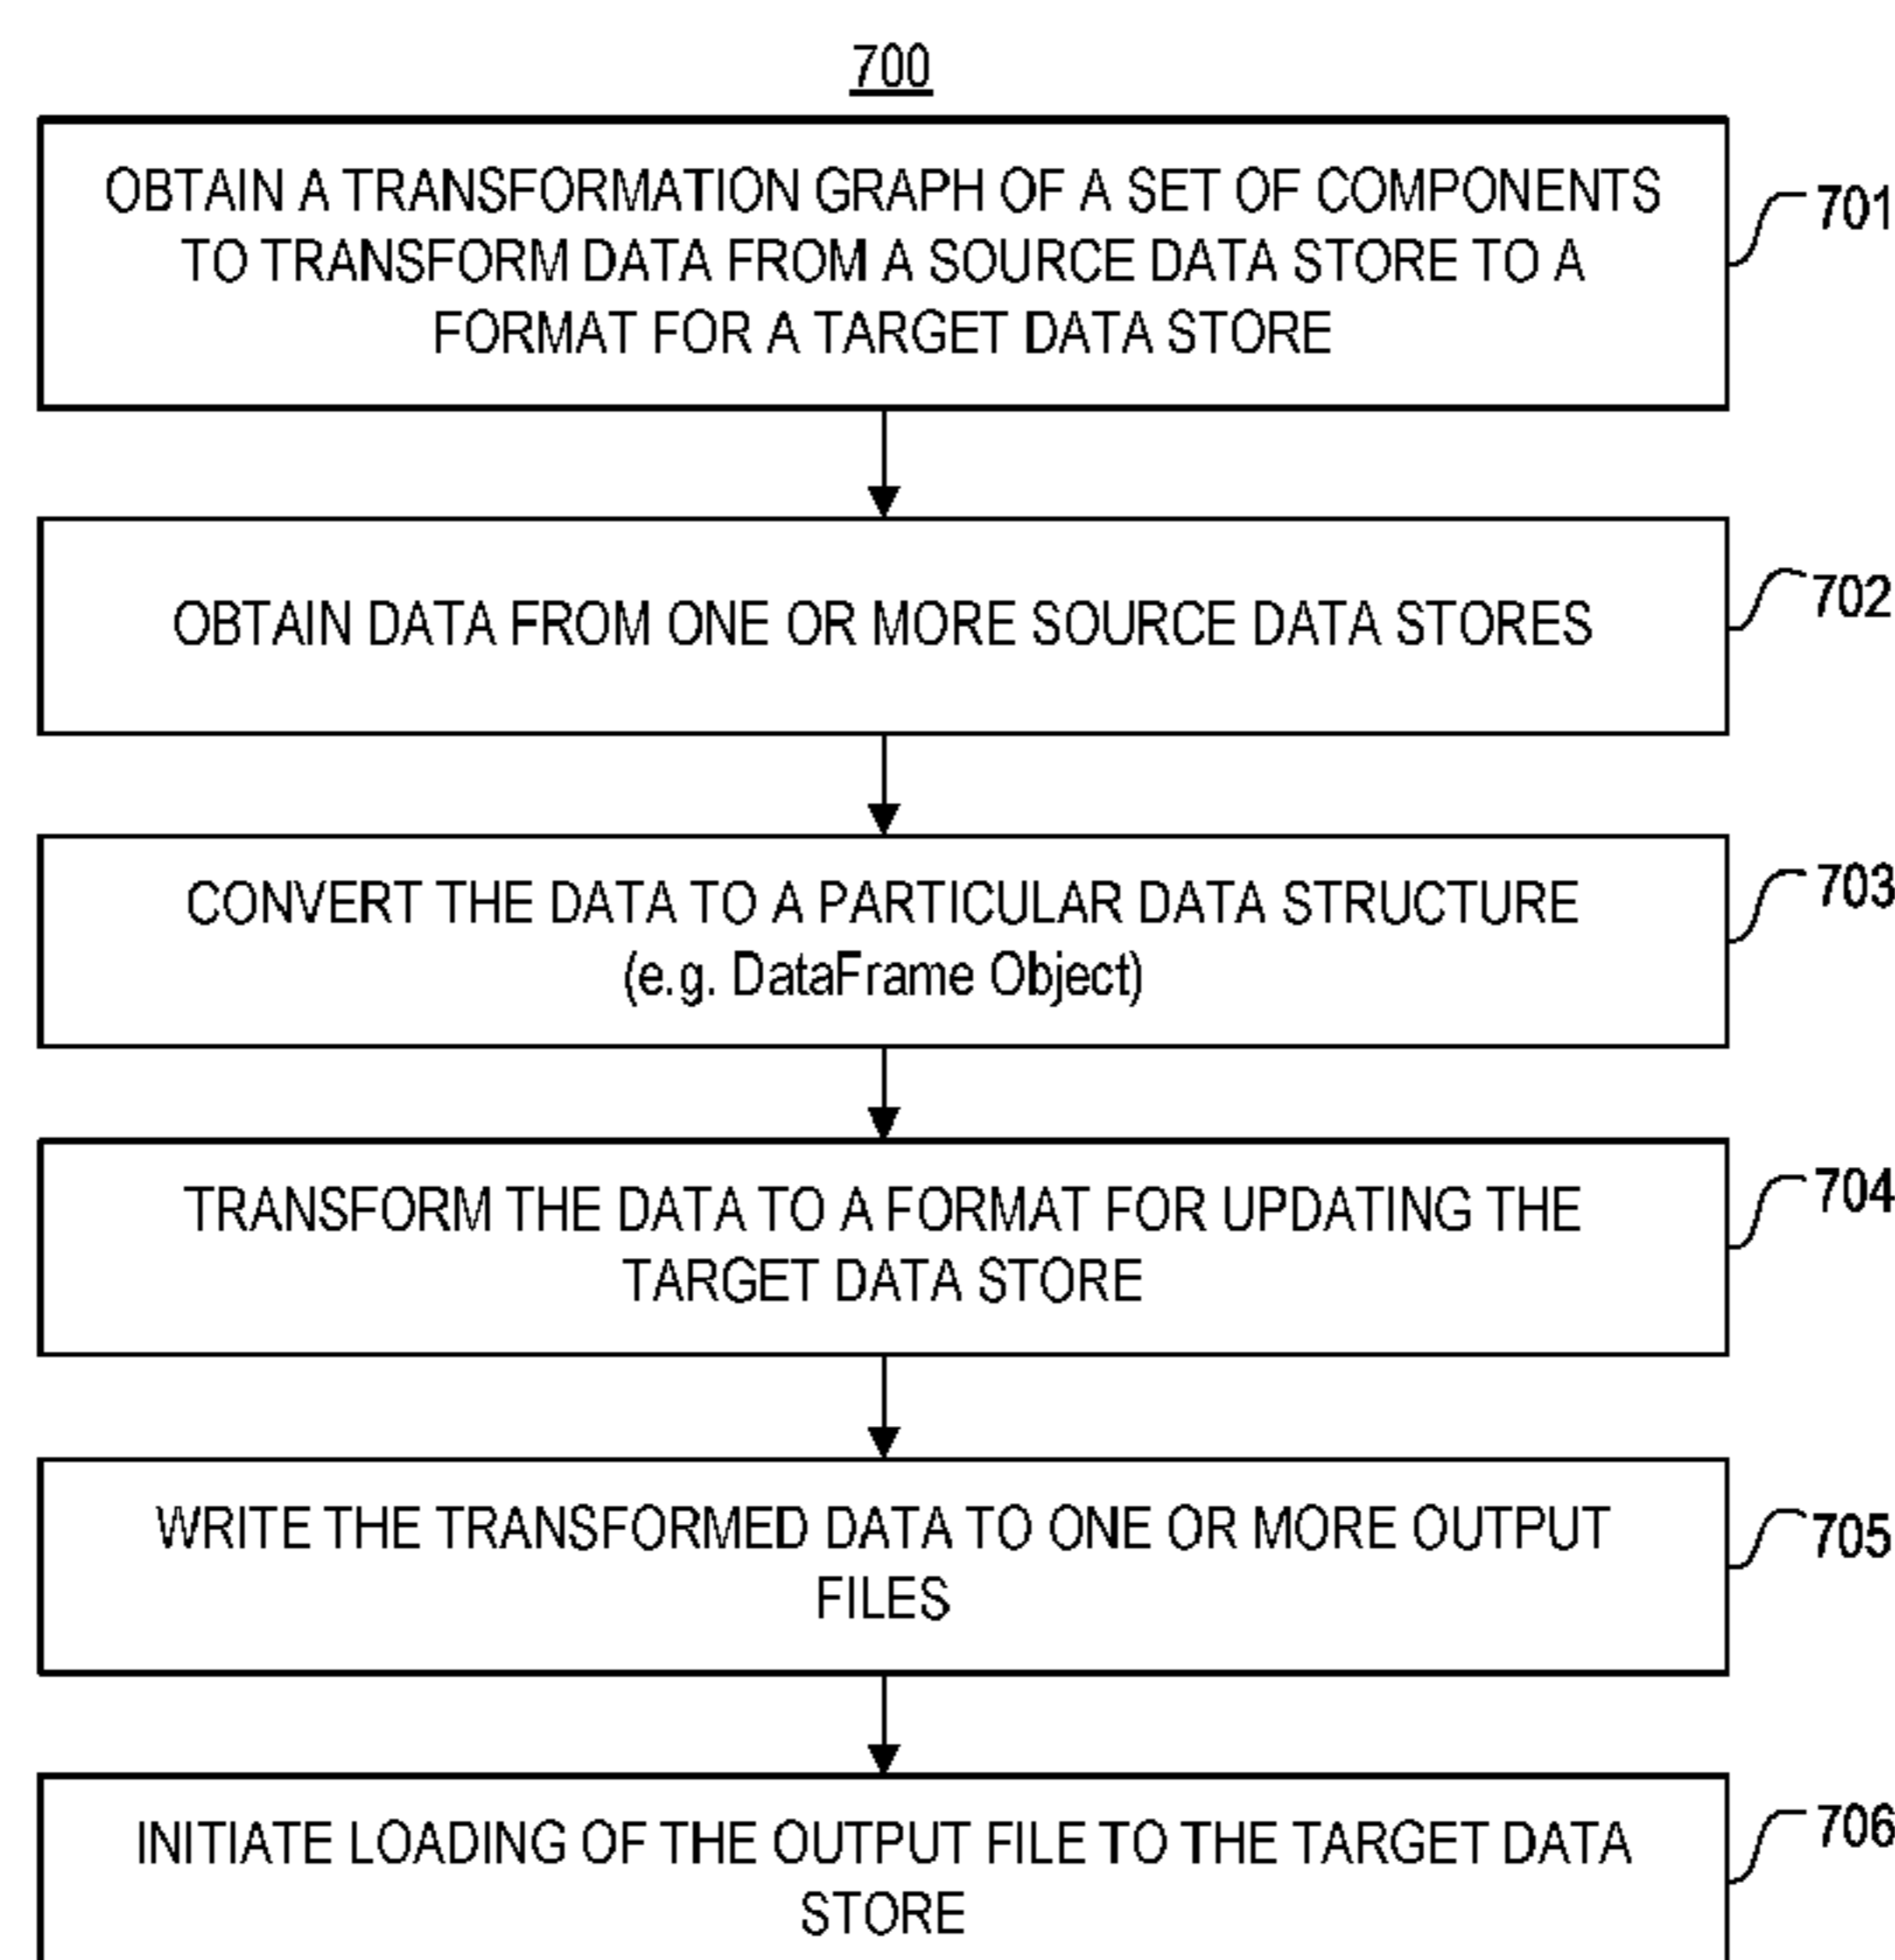 700
OBTAIN A TRANSFORMATION GRAPH OF A SET OF COMPONENTS
TO TRANSFORM DATA FROM A SOURCE DATA STORE TO A
FORMAT FOR A TARGET DATA STORE
701
OBTAIN DATA FROM ONE OR MORE SOURCE DATA STORES
702
CONVERT THE DATA TO A PARTICULAR DATA STRUCTURE
(e.g. DataFrame Object)
703
TRANSFORM THE DATA TO A FORMAT FOR UPDATING THE
TARGET DATA STORE
704
WRITE THE TRANSFORMED DATA TO ONE OR MORE OUTPUT
FILES
705
INITIATE LOADING OF THE OUTPUT FILE TO THE TARGET DATA
STORE
706